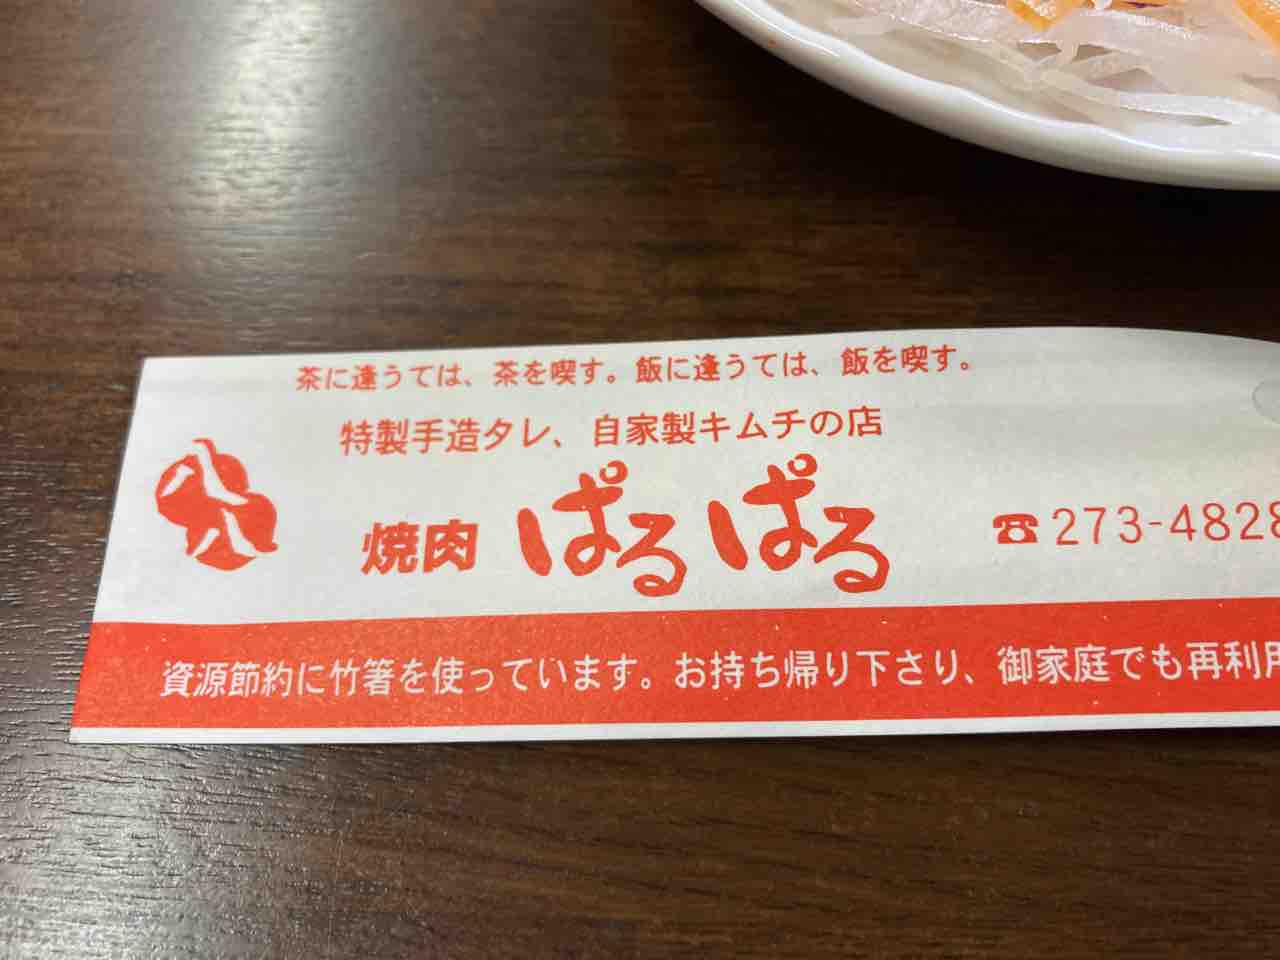 茶に逢うては、茶を喫す。飯に逢うては、飯を喫す。
特製手造タレ、自家製キムチの店
焼肉 ぱるぱる ☎273-4828
資源節約に竹箸を使っています。お持ち帰り下さり、御家庭でも再利用